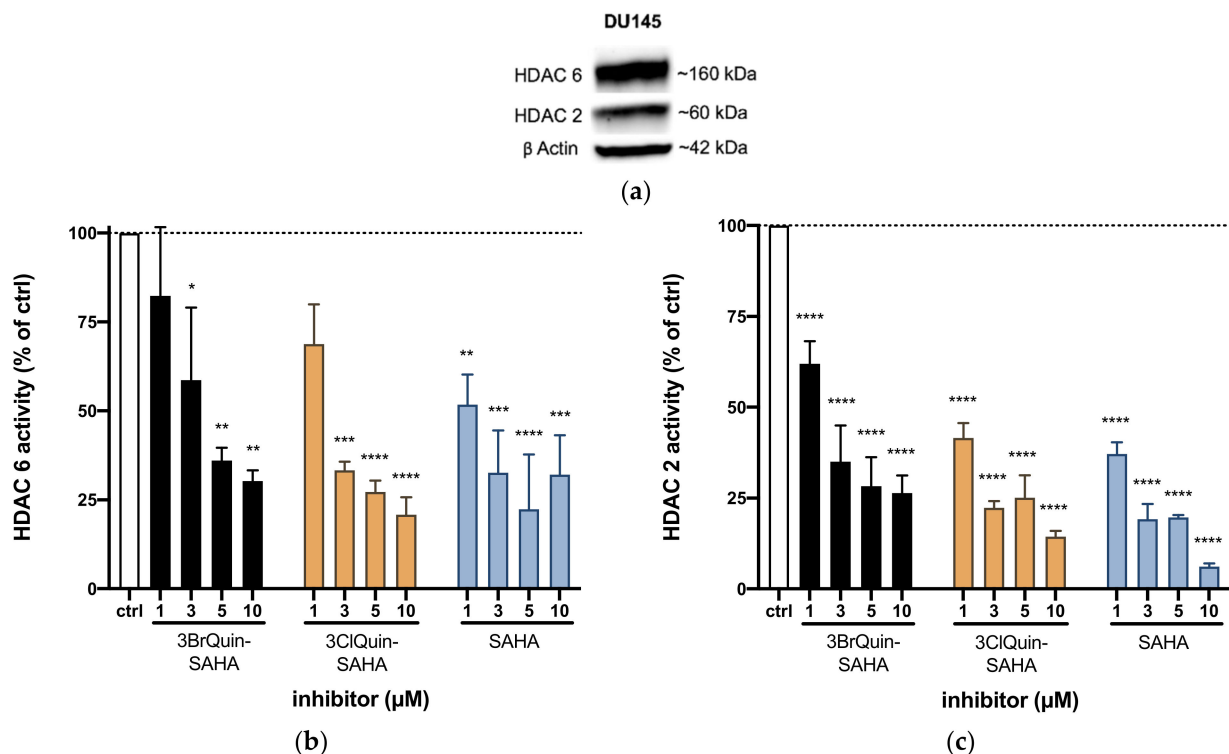 DU145
HDAC 6 ~160 kDa
HDAC 2 ~60 kDa
β Actin ~42 kDa
(a)
HDAC 6 activity (% of ctrl)
100
75
50
25
0
*
**
**
***
****
****
**
***
****
***
ctrl 1 3 5 10 1 3 5 10 1 3 5 10
3BrQuin-SAHA 3ClQuin-SAHA SAHA
inhibitor (μM)
(b)
HDAC 2 activity (% of ctrl)
100
75
50
25
0
****
****
****
****
****
****
****
****
****
****
****
****
ctrl 1 3 5 10 1 3 5 10 1 3 5 10
3BrQuin-SAHA 3ClQuin-SAHA SAHA
inhibitor (μM)
(c)